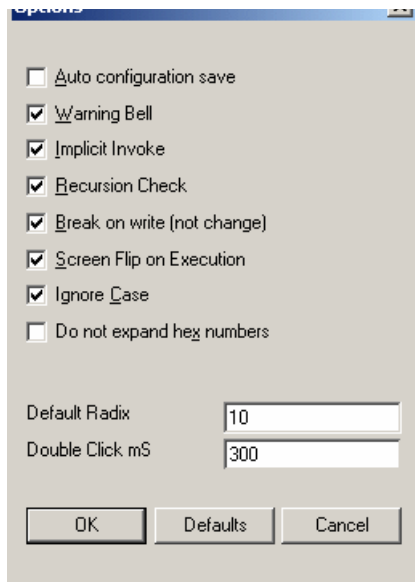 Options
Auto configuration save
Warning Bell
Implicit Invoke
Recursion Check
Break on write (not change)
Screen Flip on Execution
Ignore Case
Do not expand hex numbers
Default Radix 10
Double Click mS 300
OK Defaults Cancel